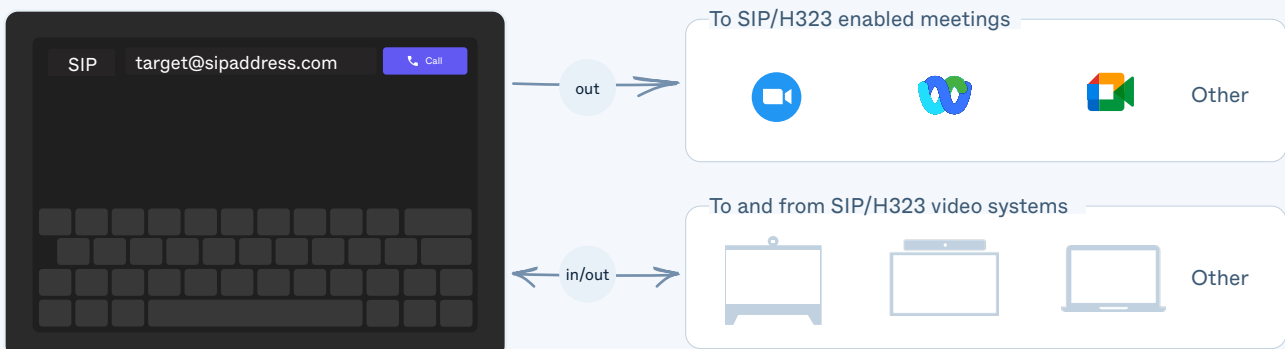 SIP
target@sipaddress.com
Call
out
To SIP/H323 enabled meetings
Other
in/out
To and from SIP/H323 video systems
Other